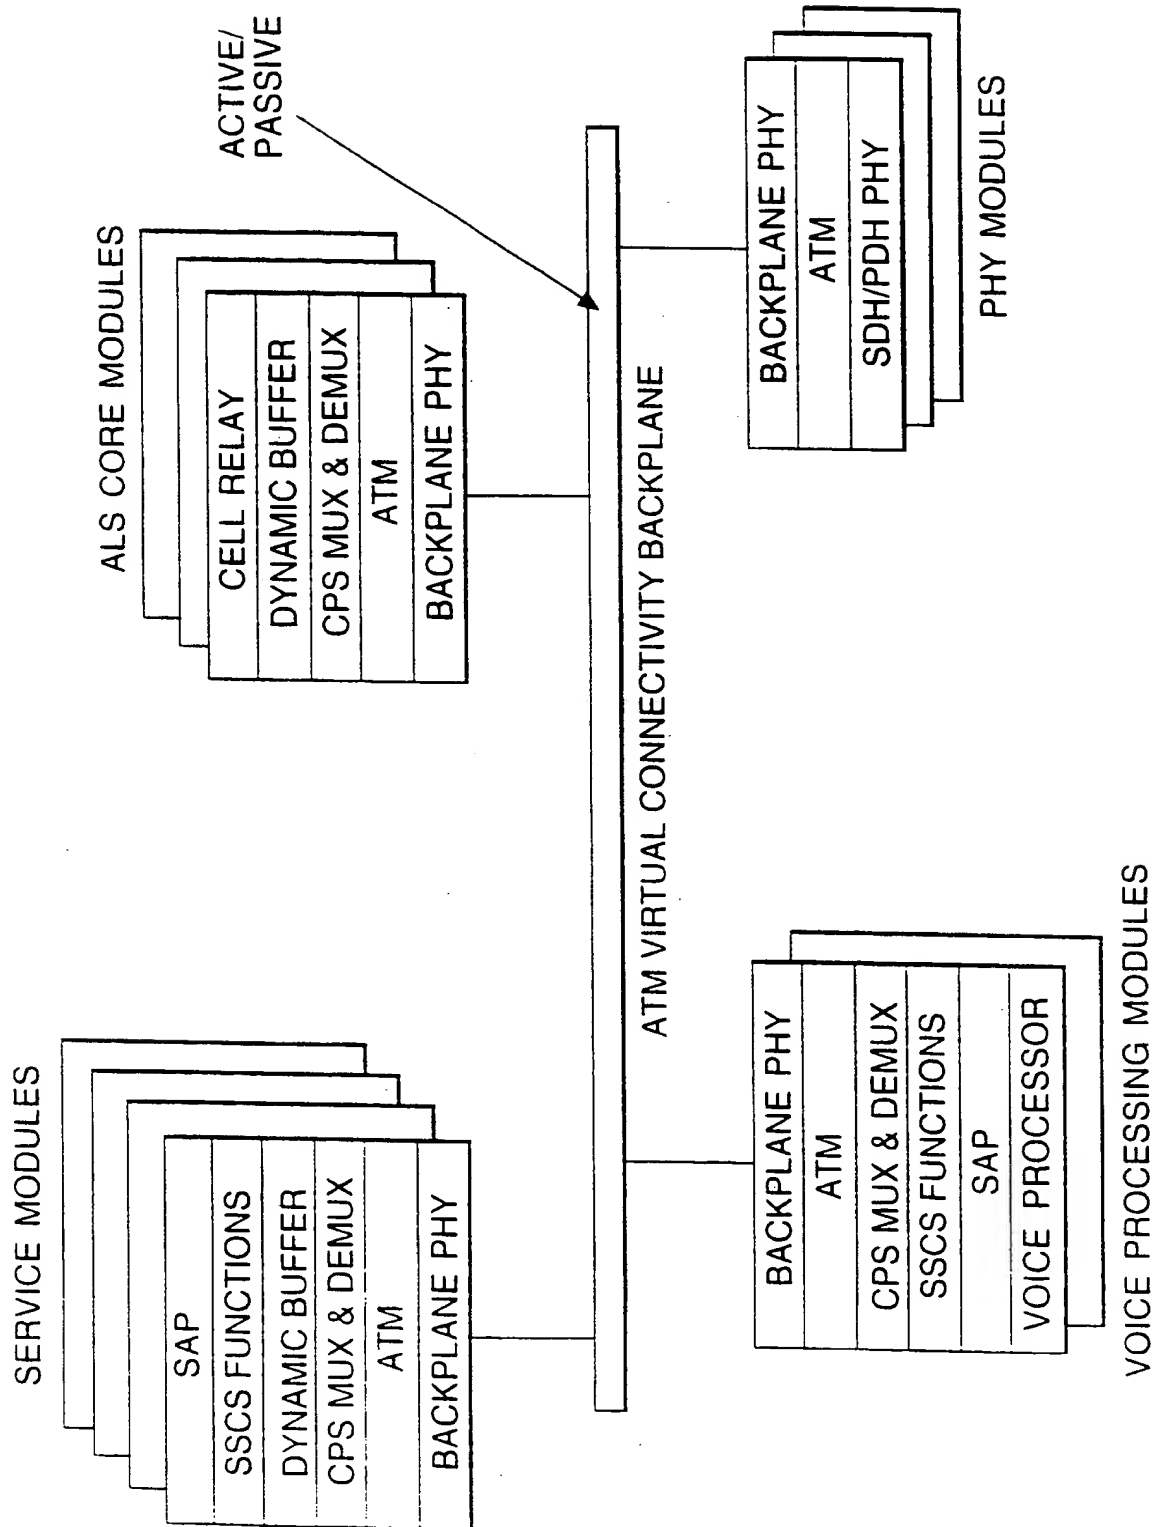 SERVICE MODULES
SAP
SSCS FUNCTIONS
DYNAMIC BUFFER
CPS MUX & DEMUX
ATM
BACKPLANE PHY
ALS CORE MODULES
CELL RELAY
DYNAMIC BUFFER
CPS MUX & DEMUX
ATM
BACKPLANE PHY
ACTIVE/
PASSIVE
ATM VIRTUAL CONNECTIVITY BACKPLANE
BACKPLANE PHY
ATM
CPS MUX & DEMUX
SSCS FUNCTIONS
SAP
VOICE PROCESSOR
VOICE PROCESSING MODULES
BACKPLANE PHY
ATM
SDH/PDH PHY
PHY MODULES